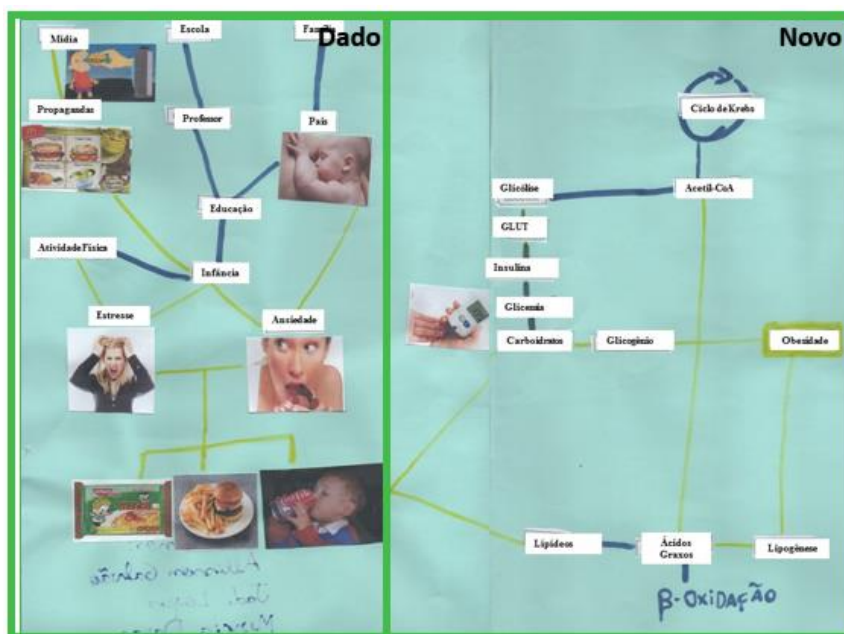 Dado
Mídia
Escola
Família
Propagandas
Professor
Pais
Educação
Atividade Física
Infância
Estresse
Ansiedade
Novo
Ciclo de Krebs
Glicólise
Acetil-CoA
GLUT
Insulina
Glicemia
Carboidratos
Glicogênio
Obesidade
Lipídeos
Ácidos
Graxos
Lipogênese
β-OXIDAÇÃO